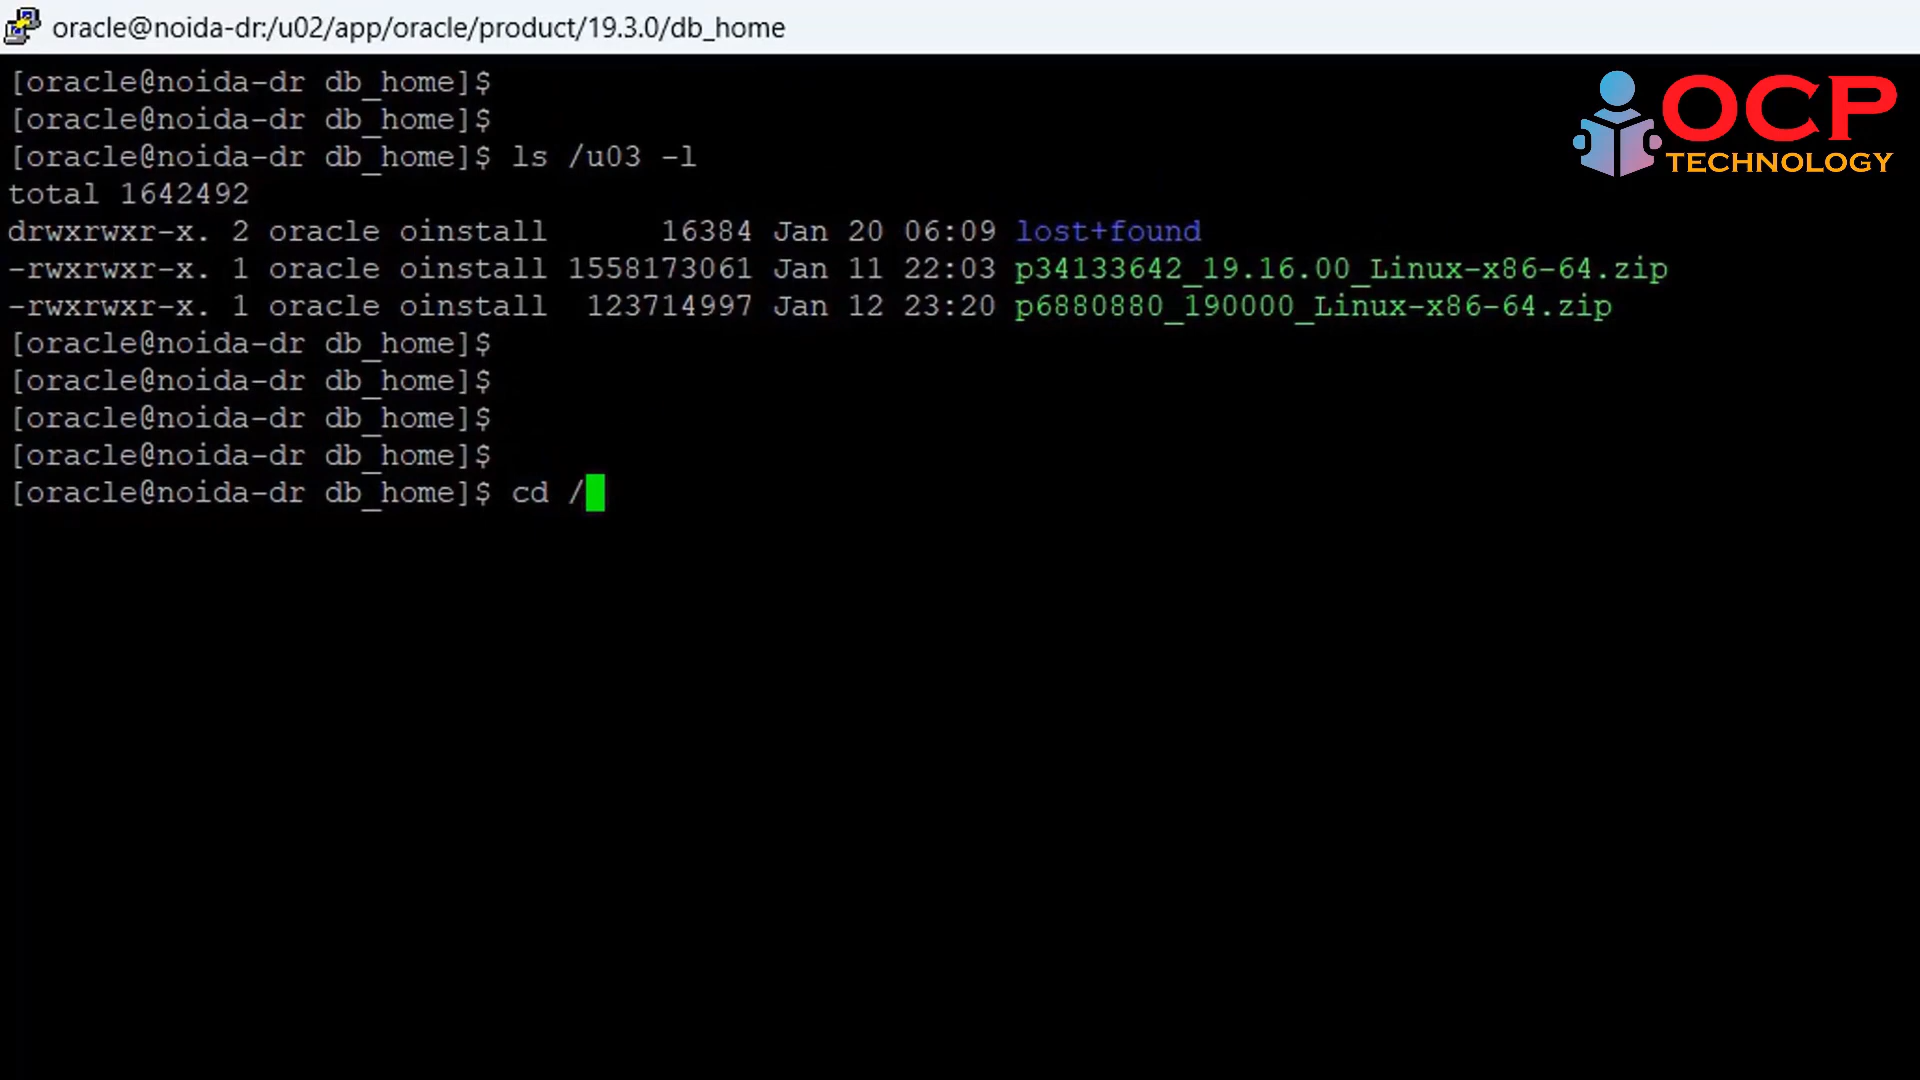 oracle@noida-dr:/u02/app/oracle/product/19.3.0/db_home
[oracle@noida-dr db_home]$
[oracle@noida-dr db_home]$
[oracle@noida-dr db_home]$ ls /u03 -l
total 1642492
drwxrwxr-x. 2 oracle oinstall 16384 Jan 20 06:09 lost+found
-rwxrwxr-x. 1 oracle oinstall 1558173061 Jan 11 22:03 p34133642_19.16.00_Linux-x86-64.zip
-rwxrwxr-x. 1 oracle oinstall 123714997 Jan 12 23:20 p6880880_190000_Linux-x86-64.zip
[oracle@noida-dr db_home]$
[oracle@noida-dr db_home]$
[oracle@noida-dr db_home]$
[oracle@noida-dr db_home]$
[oracle@noida-dr db_home]$ cd /
OCP
TECHNOLOGY